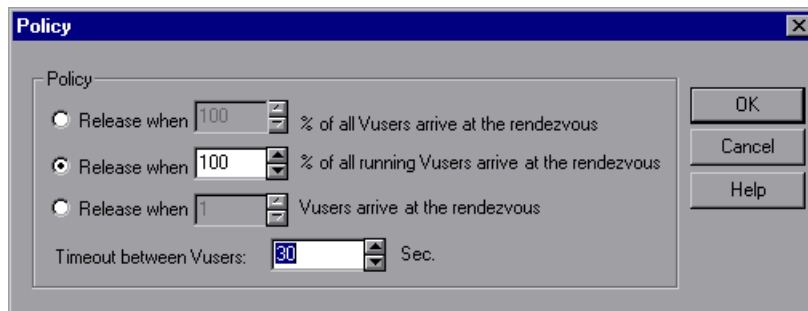 Policy
Policy
Release when 100 % of all Vusers arrive at the rendezvous
Release when 100 % of all running Vusers arrive at the rendezvous
Release when 1 Vusers arrive at the rendezvous
Timeout between Vusers: 30 Sec.
OK
Cancel
Help